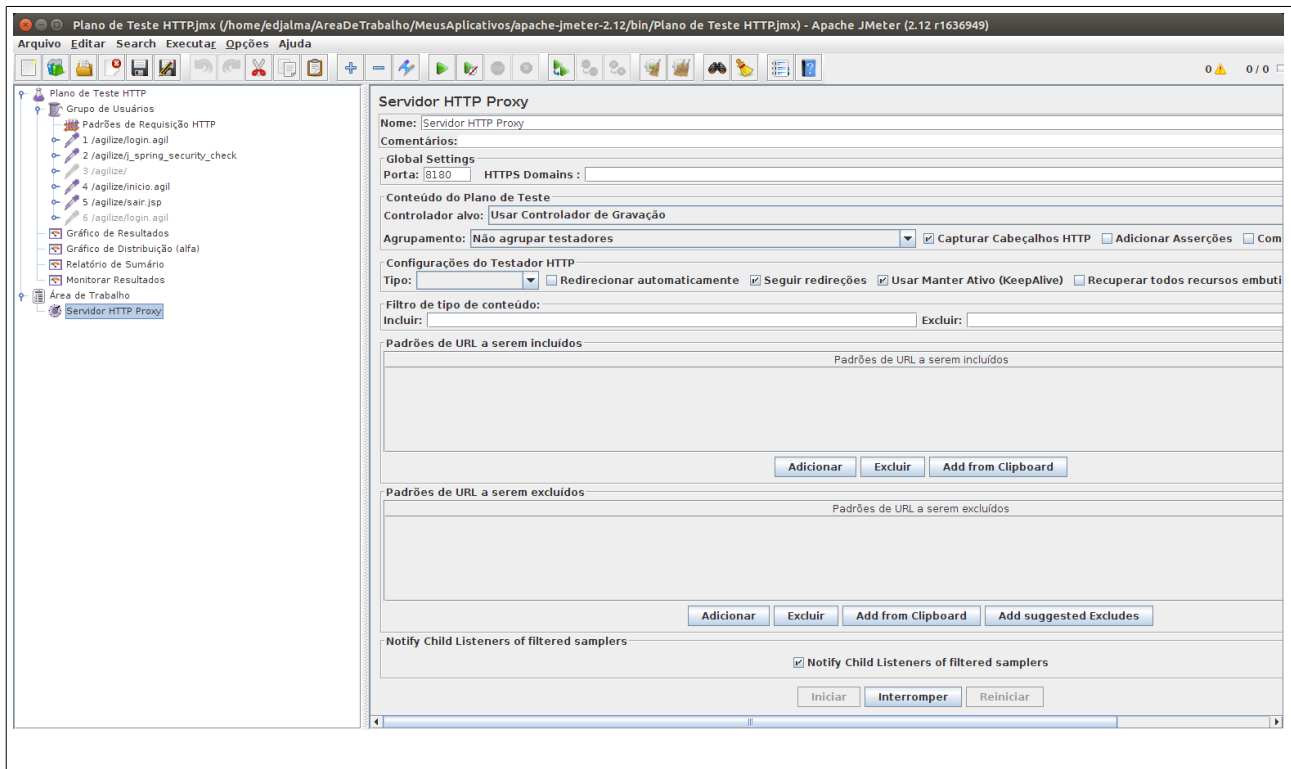 Plano de Teste HTTP.jmx (/home/edjalma/AreaDeTrabalho/MeusAplicativos/apache-jmeter-2.12/bin/Plano de Teste HTTP.jmx) - Apache JMeter (2.12 r1636949)
Arquivo Editar Search Executar Opções Ajuda
0 0 / 0
Plano de Teste HTTP
Grupo de Usuários
Padrões de Requisição HTTP
1 /agilize/login.agil
2 /agilize/j_spring_security_check
3 /agilize/
4 /agilize/inicio.agil
5 /agilize/sair.jsp
6 /agilize/login.agil
Gráfico de Resultados
Gráfico de Distribuição (alfa)
Relatório de Sumário
Monitorar Resultados
Área de Trabalho
Servidor HTTP Proxy
Servidor HTTP Proxy
Nome: Servidor HTTP Proxy
Comentários:
Global Settings
Porta: 8180 HTTPS Domains :
Conteúdo do Plano de Teste
Controlador alvo: Usar Controlador de Gravação
Agrupamento: Não agrupar testadores Capturar Cabeçalhos HTTP Adicionar Asserções Com
Configurações do Testador HTTP
Tipo: Redirecionar automaticamente Seguir redireções Usar Manter Ativo (KeepAlive) Recuperar todos recursos embuti
Filtro de tipo de conteúdo:
Incluir: Excluir:
Padrões de URL a serem incluídos
Padrões de URL a serem incluídos
Adicionar Excluir Add from Clipboard
Padrões de URL a serem excluídos
Padrões de URL a serem excluídos
Adicionar Excluir Add from Clipboard Add suggested Excludes
Notify Child Listeners of filtered samplers
Notify Child Listeners of filtered samplers
Iniciar Interromper Reiniciar